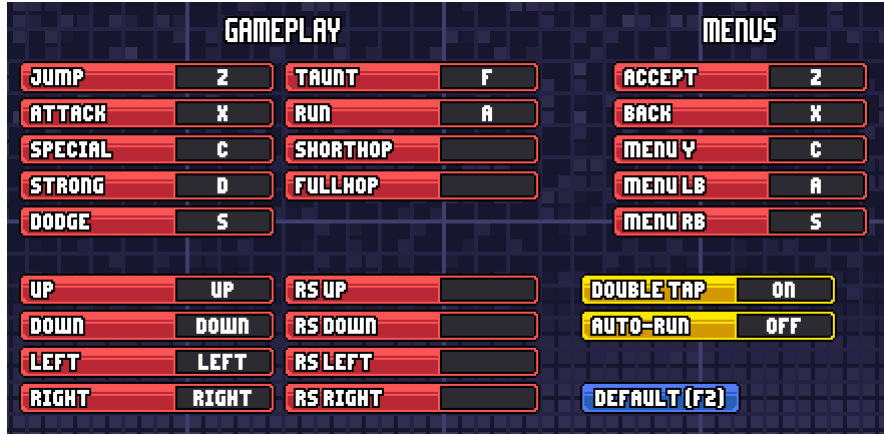 GAMEPLAY MENUS
JUMP Z TAUNT F ACCEPT Z
ATTACK X RUN A BACK X
SPECIAL C SHORTHOP MENU Y C
STRONG D FULLHOP MENU LB A
DODGE S MENU RB S
UP UP RS UP DOUBLE TAP ON
DOWN DOWN RS DOWN AUTO-RUN OFF
LEFT LEFT RS LEFT
RIGHT RIGHT RS RIGHT DEFAULT (F2)